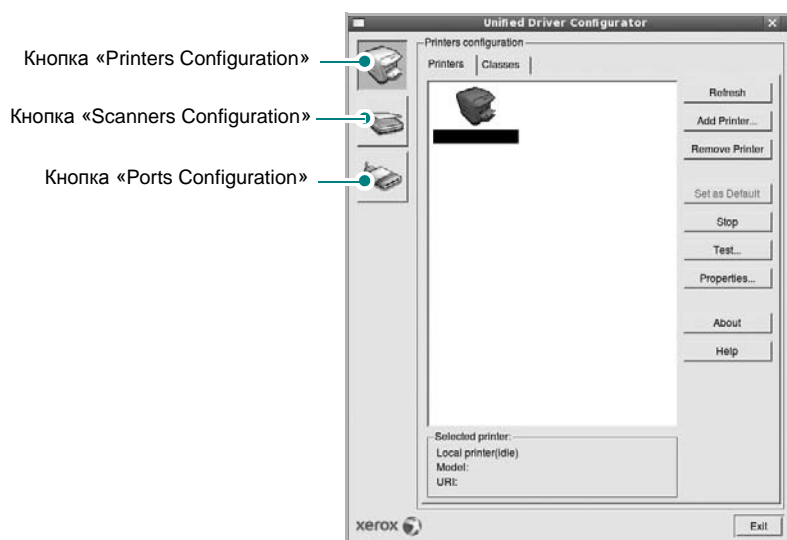 Unified Driver Configurator
Кнопка «Printers Configuration»
Кнопка «Scanners Configuration»
Кнопка «Ports Configuration»
Printers configuration
Printers
Classes
Refresh
Add Printer...
Remove Printer
Set as Default
Stop
Test...
Properties...
About
Help
Selected printer:
Local printer(idle)
Model:
URI:
xerox
Exit